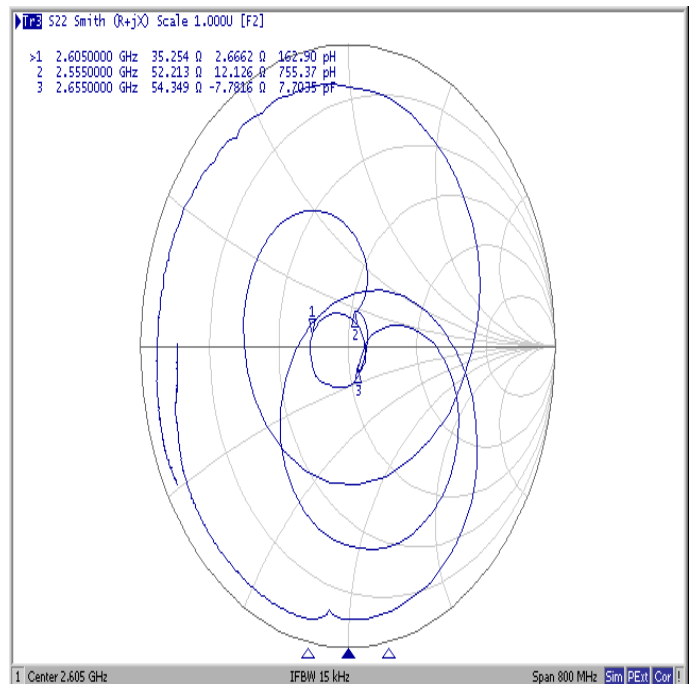 Tr3 S22 Smith (R+jX) Scale 1.000U [F2]
>1 2.6050000 GHz 35.254 Ω 2.6662 Ω 162.90 pH
2 2.5550000 GHz 52.213 Ω 12.126 Ω 755.37 pH
3 2.6550000 GHz 54.349 Ω -7.7816 Ω 7.7035 pF
1
2
3
1 Center 2.605 GHz IFBW 15 kHz Span 800 MHz Sim PExt Cor !